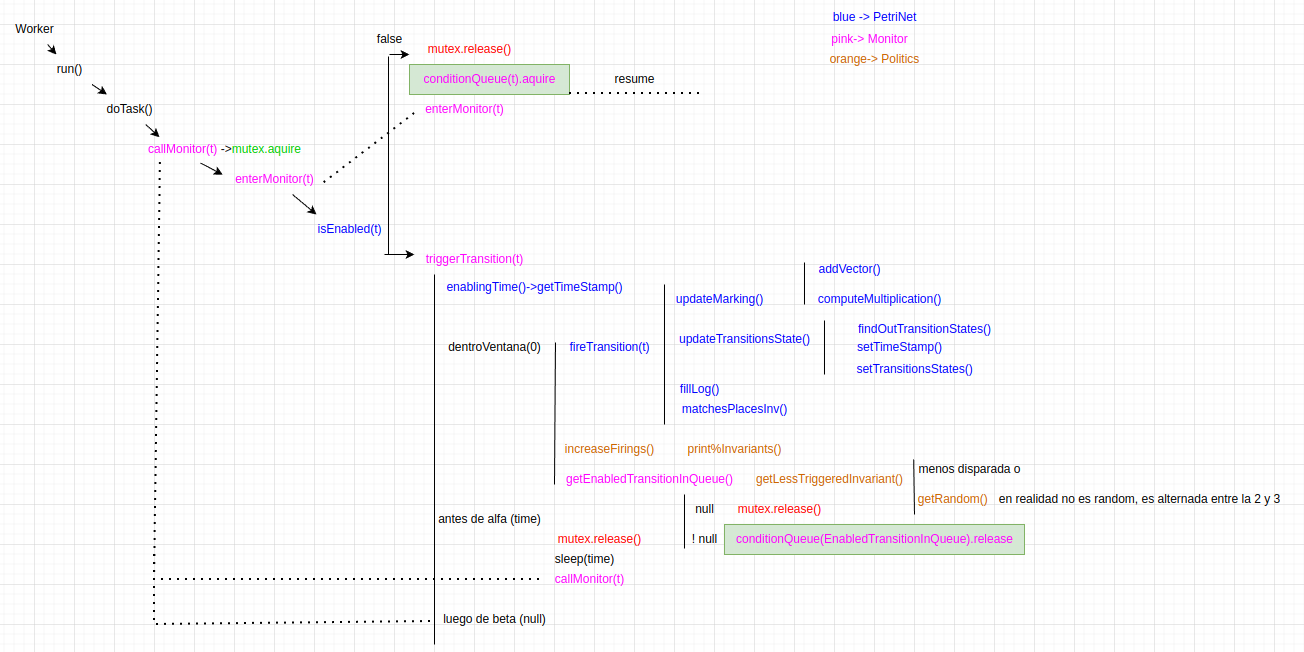 Worker
run()
doTask()
callMonitor(t) ->mutex.aquire
enterMonitor(t)
isEnabled(t)
false
mutex.release()
conditionQueue(t).aquire
resume
enterMonitor(t)
blue -> PetriNet
pink-> Monitor
orange-> Politics
triggerTransition(t)
enablingTime()->getTimeStamp()
dentroVentana(0)
fireTransition(t)
updateMarking()
addVector()
computeMultiplication()
updateTransitionsState()
findOutTransitionStates()
setTimeStamp()
setTransitionsStates()
fillLog()
matchesPlacesInv()
increaseFirings()
print%Invariants()
getEnabledTransitionInQueue()
getLessTriggeredInvariant()
menos disparada o
getRandom()
en realidad no es random, es alternada entre la 2 y 3
null
mutex.release()
! null
conditionQueue(EnabledTransitionInQueue).release
antes de alfa (time)
mutex.release()
sleep(time)
callMonitor(t)
luego de beta (null)